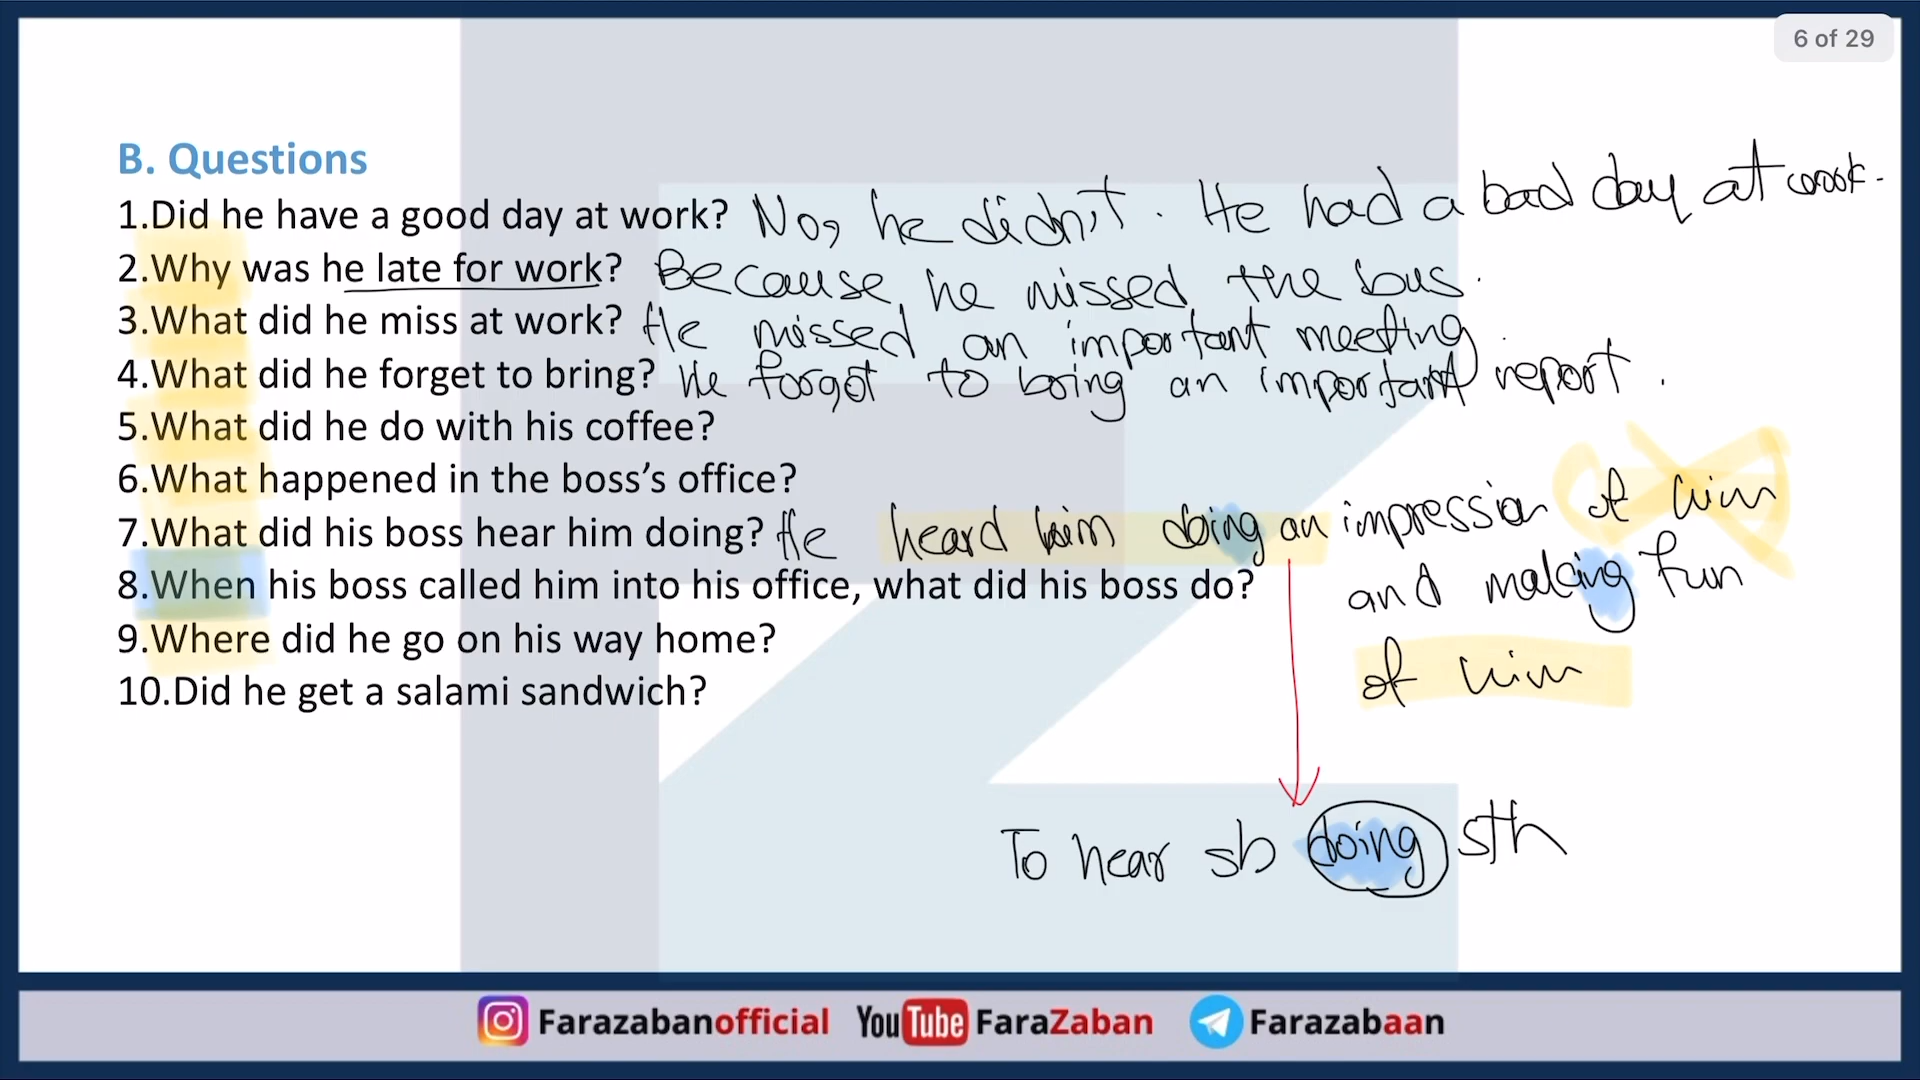 6 of 29
B. Questions
1.Did he have a good day at work? No, he didn't. He had a bad day at work.
2.Why was he late for work? Because, he missed the bus.
3.What did he miss at work? He missed an important meeting.
4.What did he forget to bring? He forgot to bring an important report.
5.What did he do with his coffee?
6.What happened in the boss's office?
7.What did his boss hear him doing? He heard him doing an impression of him
8.When his boss called him into his office, what did his boss do? and making fun
9.Where did he go on his way home?
of him
10.Did he get a salami sandwich?
To hear sb doing sth
Farazabanofficial YouTube FaraZaban Farazabaan